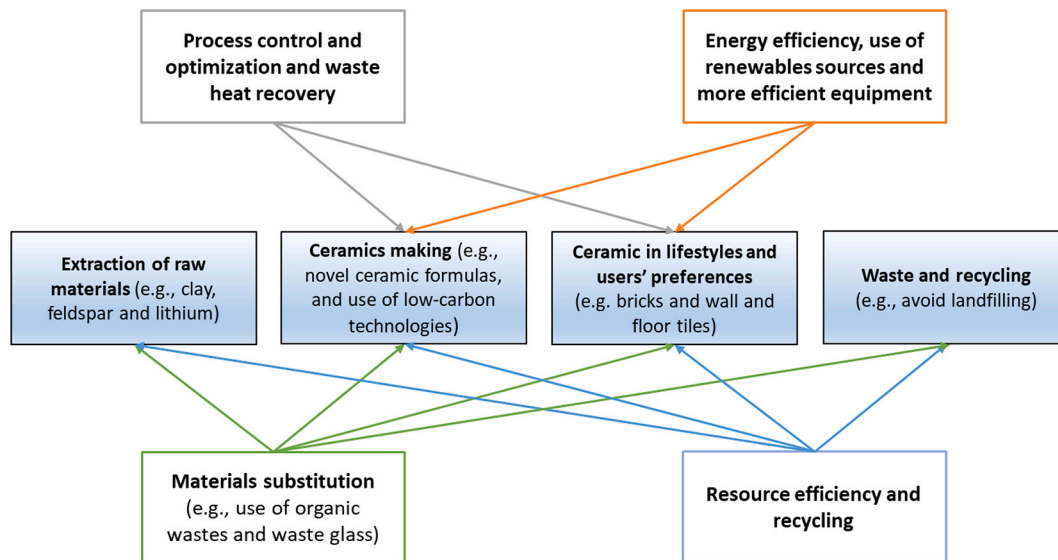 Process control and
optimization and waste
heat recovery
Energy efficiency, use of
renewables sources and
more efficient equipment
Extraction of raw
materials (e.g., clay,
feldspar and lithium)
Ceramics making (e.g.,
novel ceramic formulas,
and use of low-carbon
technologies)
Ceramic in lifestyles and
users’ preferences
(e.g. bricks and wall and
floor tiles)
Waste and recycling
(e.g., avoid landfilling)
Materials substitution
(e.g., use of organic
wastes and waste glass)
Resource efficiency and
recycling